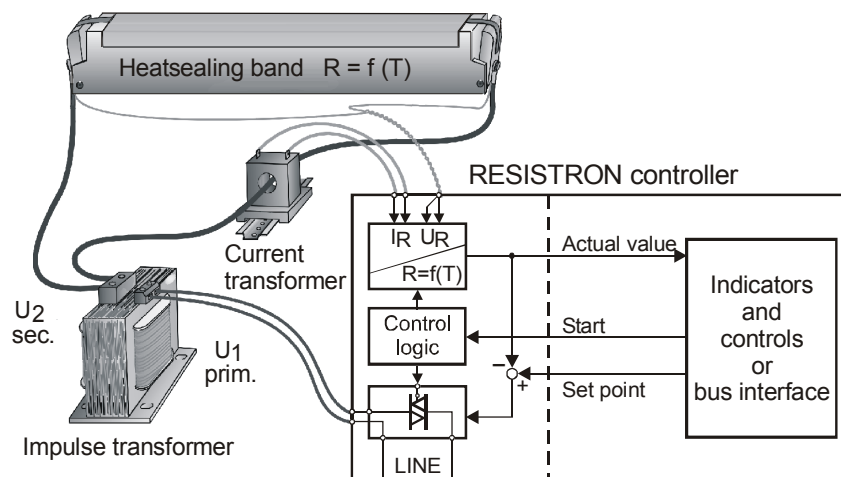 Heatsealing band R = f (T)
RESISTRON controller
Current
transformer
IR UR
R=f(T)
Actual value
Indicators
and
controls
or
bus interface
U2
sec.
U1
prim.
Control
logic
Start
−
+
Set point
Impulse transformer
LINE